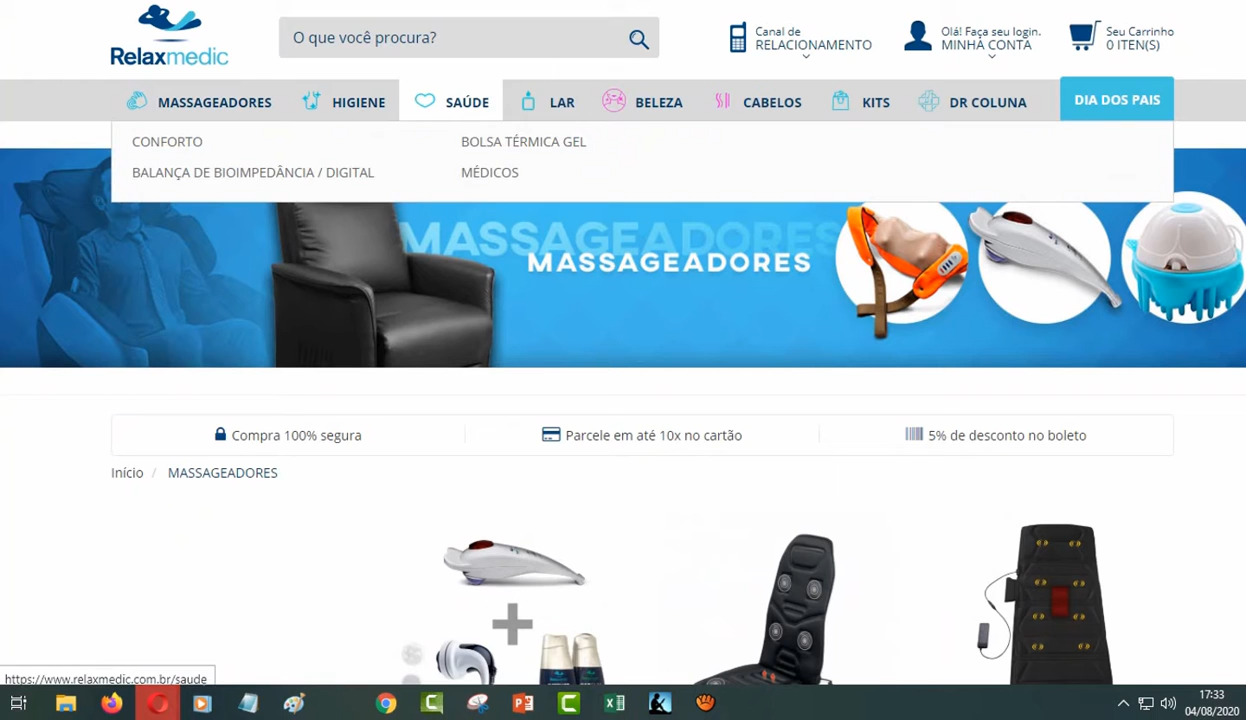 Relaxmedic
O que você procura?
Canal de
RELACIONAMENTO
Olá! Faça seu login.
MINHA CONTA
Seu Carrinho
0 ITEN(S)
MASSAGEADORES
HIGIENE
SAÚDE
LAR
BELEZA
CABELOS
KITS
DR COLUNA
DIA DOS PAIS
CONFORTO
BOLSA TÉRMICA GEL
BALANÇA DE BIOIMPEDÂNCIA / DIGITAL
MÉDICOS
MASSAGEADORES
MASSAGEADORES
Compra 100% segura
Parcele em até 10x no cartão
5% de desconto no boleto
Início / MASSAGEADORES
https://www.relaxmedic.com.br/saude
17:33
04/08/2020